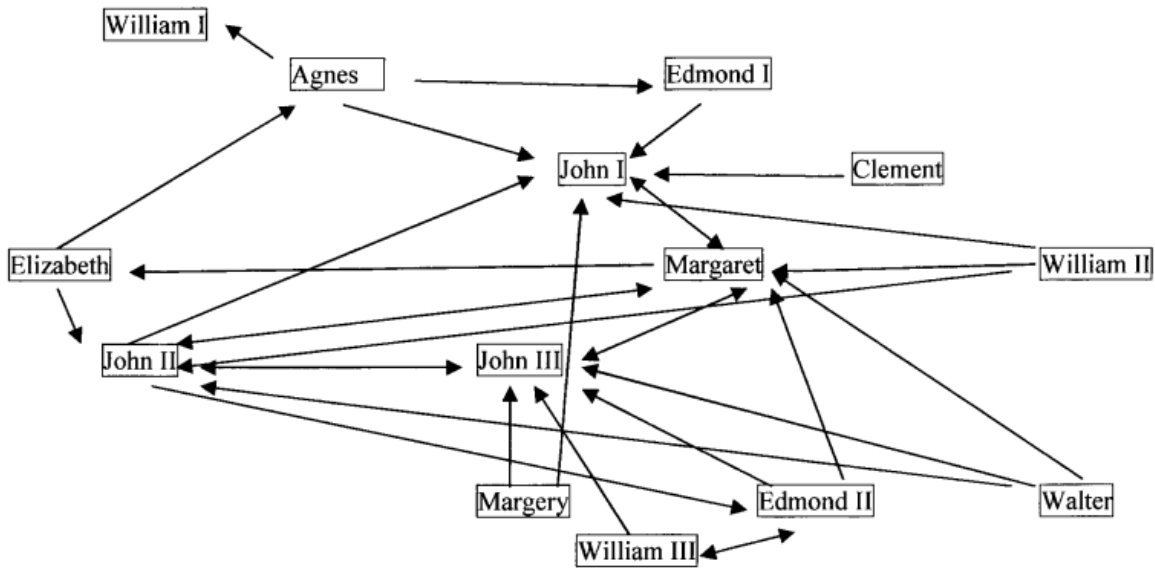 William I
Agnes
Edmond I
John I
Clement
Elizabeth
Margaret
William II
John II
John III
Margery
Edmond II
Walter
William III